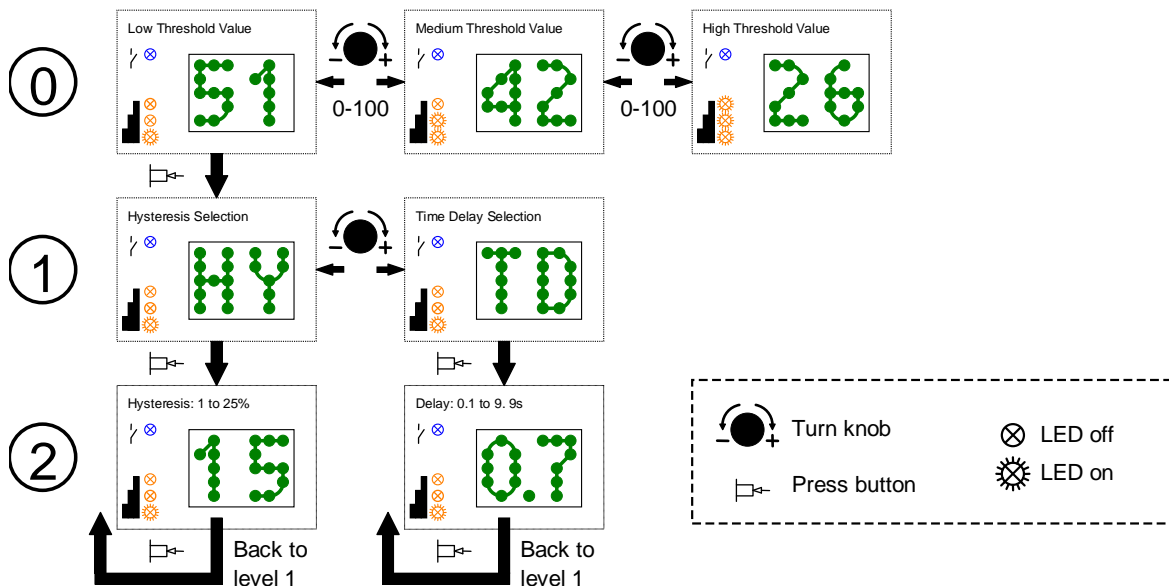 0
Low Threshold Value
51
- +
0-100
Medium Threshold Value
42
- +
0-100
High Threshold Value
26
1
Hysteresis Selection
HY
- +
Time Delay Selection
TD
2
Hysteresis: 1 to 25%
15
Back to
level 1
Delay: 0.1 to 9. 9s
0.7
Back to
level 1
- +
Turn knob
LED off
Press button
LED on